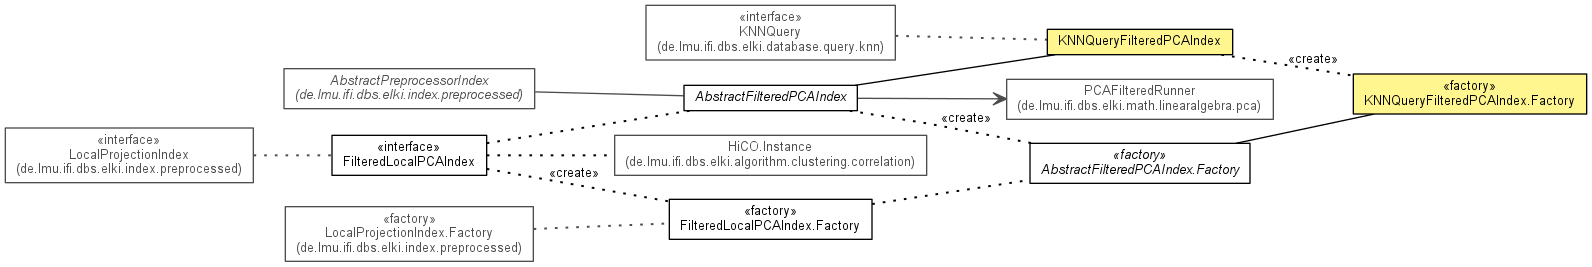 «interface»
KNNQuery
(de.lmu.ifi.dbs.elki.database.query.knn)
KNNQueryFilteredPCAIndex
«create»
«factory»
KNNQueryFilteredPCAIndex.Factory
AbstractPreprocessorIndex
(de.lmu.ifi.dbs.elki.index.preprocessed)
AbstractFilteredPCAIndex
PCAFilteredRunner
(de.lmu.ifi.dbs.elki.math.linearalgebra.pca)
«create»
«interface»
LocalProjectionIndex
(de.lmu.ifi.dbs.elki.index.preprocessed)
«interface»
FilteredLocalPCAIndex
HiCO.Instance
(de.lmu.ifi.dbs.elki.algorithm.clustering.correlation)
«factory»
AbstractFilteredPCAIndex.Factory
«create»
«factory»
LocalProjectionIndex.Factory
(de.lmu.ifi.dbs.elki.index.preprocessed)
«factory»
FilteredLocalPCAIndex.Factory